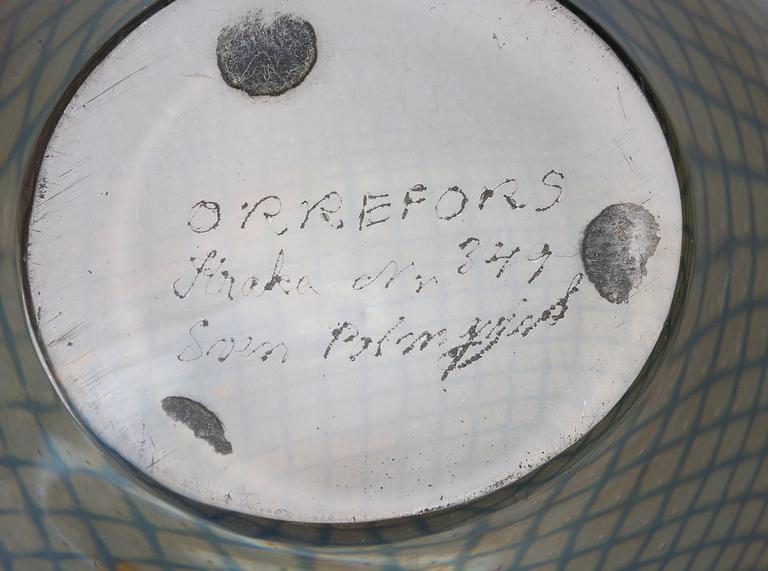 ORREFORS
Kraka Nr 349
Sven Palmqvist